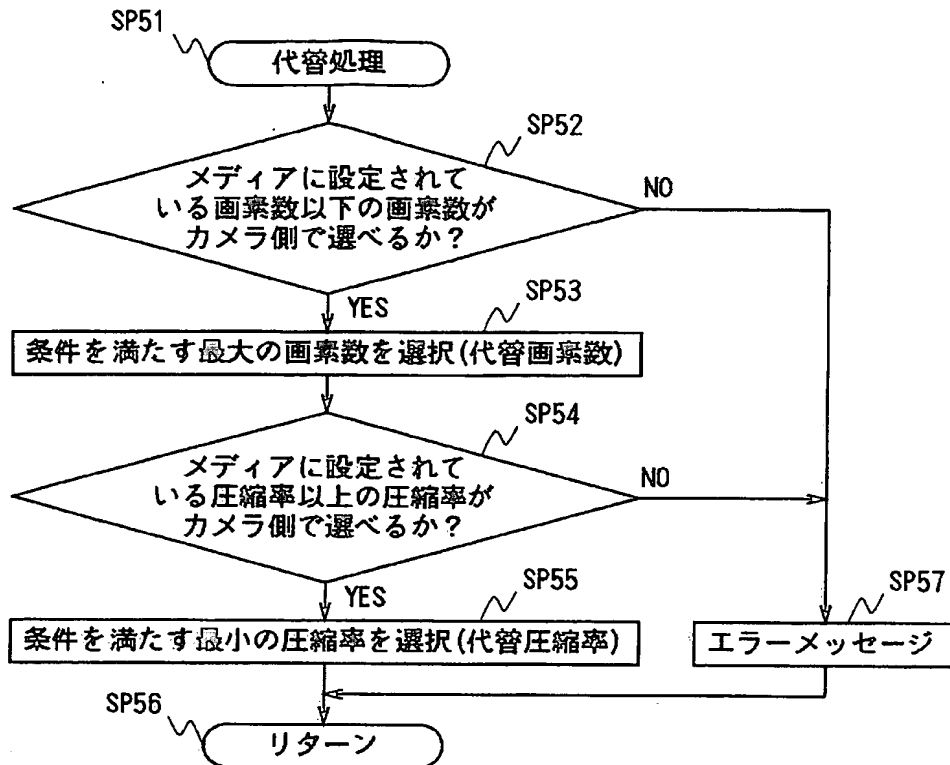 SP51
代替処理
SP52
メディアに設定されて
いる画素数以下の画素数が
カメラ側で選べるか?
NO
YES
SP53
条件を満たす最大の画素数を選択(代替画素数)
SP54
メディアに設定されて
いる圧縮率以上の圧縮率が
カメラ側で選べるか?
NO
YES
SP55
条件を満たす最小の圧縮率を選択(代替圧縮率)
SP57
エラーメッセージ
SP56
リターン